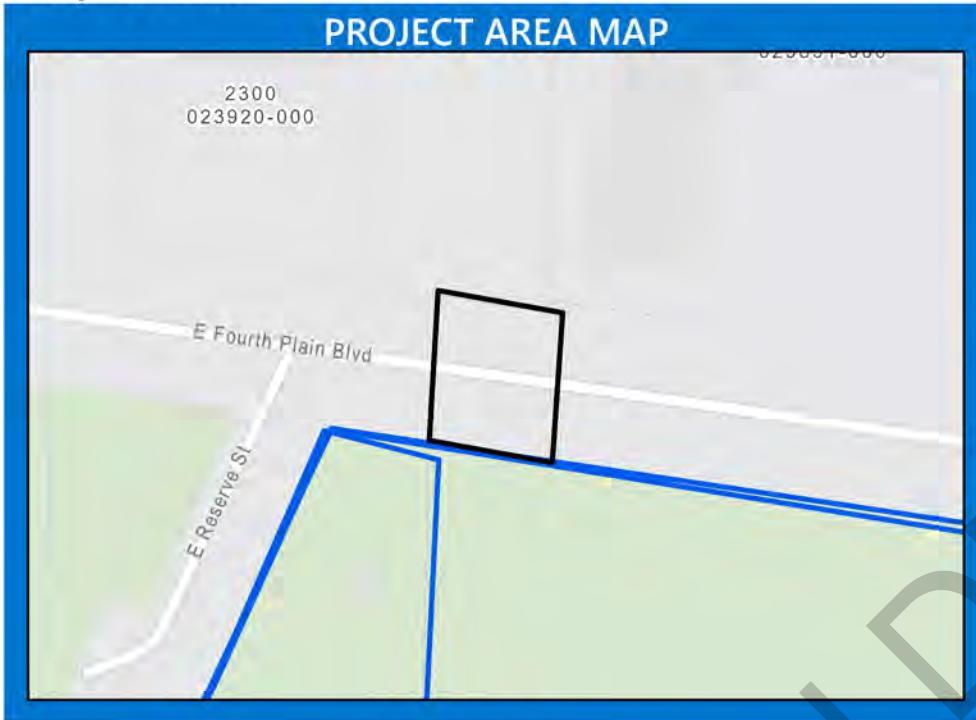 PROJECT AREA MAP
2300
023920-000
E Fourth Plain Blvd
E Reserve St